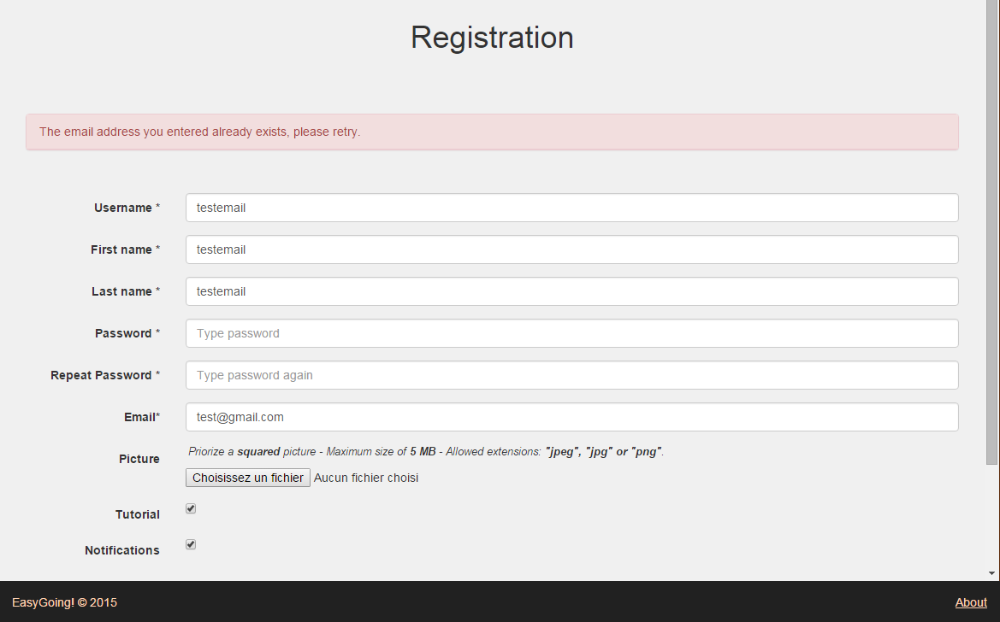 Registration
The email address you entered already exists, please retry.
Username * testemail
First name * testemail
Last name * testemail
Password * Type password
Repeat Password * Type password again
Email* test@gmail.com
Picture Priorize a squared picture - Maximum size of 5 MB - Allowed extensions: "jpeg", "jpg" or "png".
Choisissez un fichier Aucun fichier choisi
Tutorial
Notifications
EasyGoing! © 2015 About